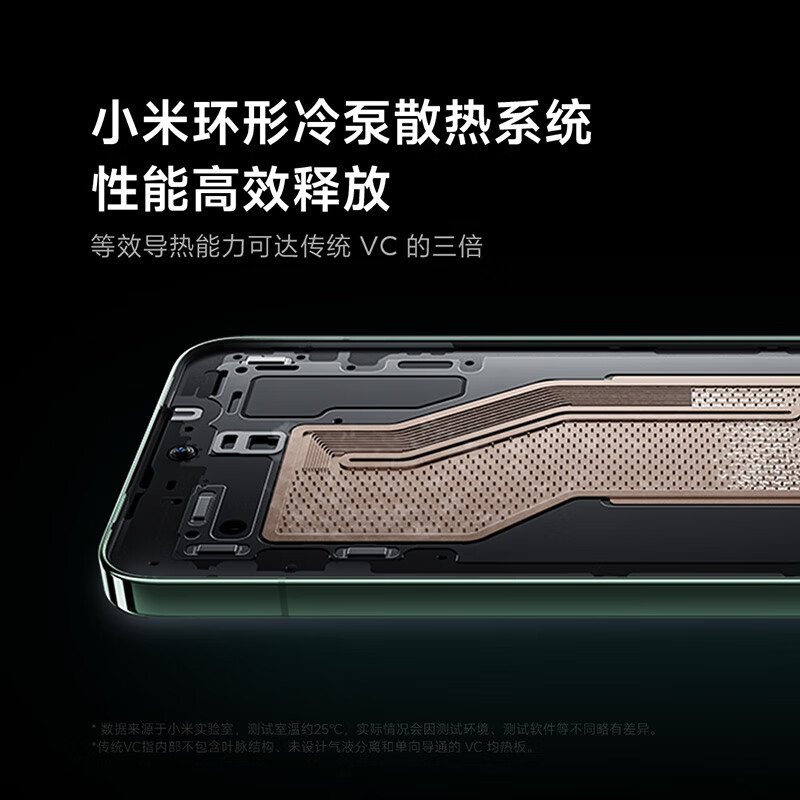 小米环形冷泵散热系统
性能高效释放
等效导热能力可达传统 VC 的三倍
* 数据来源于小米实验室，测试室温约25℃，实际情况会因测试环境、测试软件等不同略有差异。
*传统VC指内部不包含叶脉结构、未设计气液分离和单向导通的 VC 均热板。